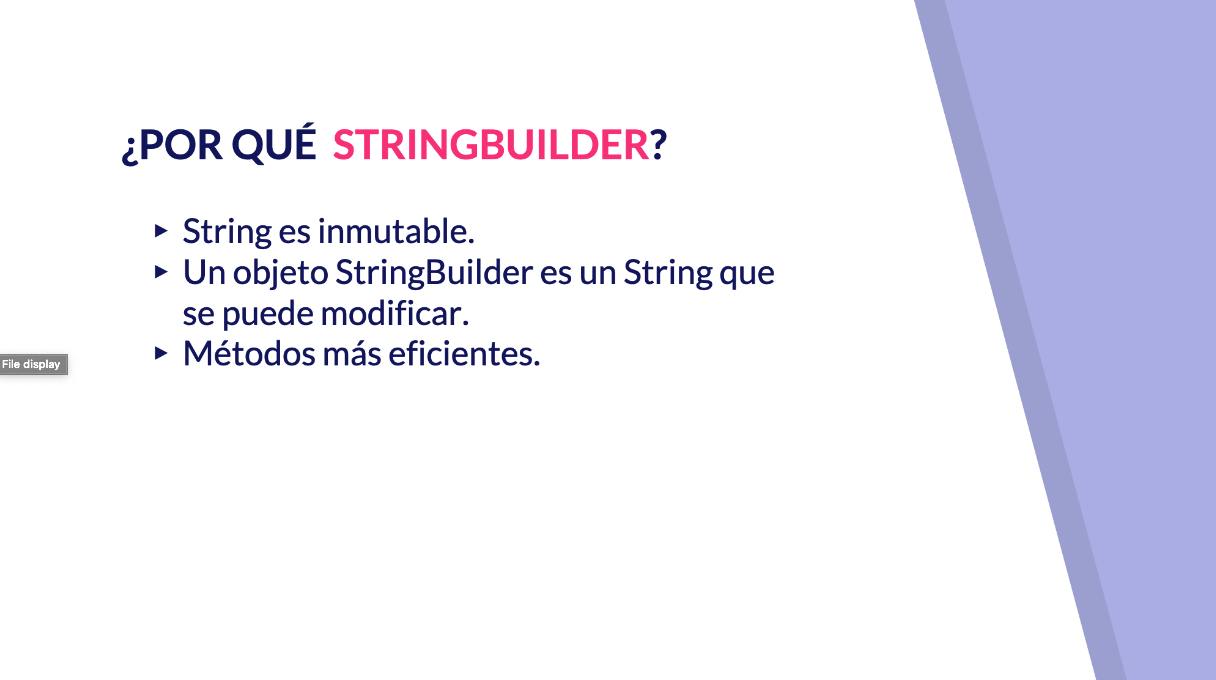 ¿POR QUÉ STRINGBUILDER?
▸ String es inmutable.
▸ Un objeto StringBuilder es un String que
se puede modificar.
▸ Métodos más eficientes.
File display